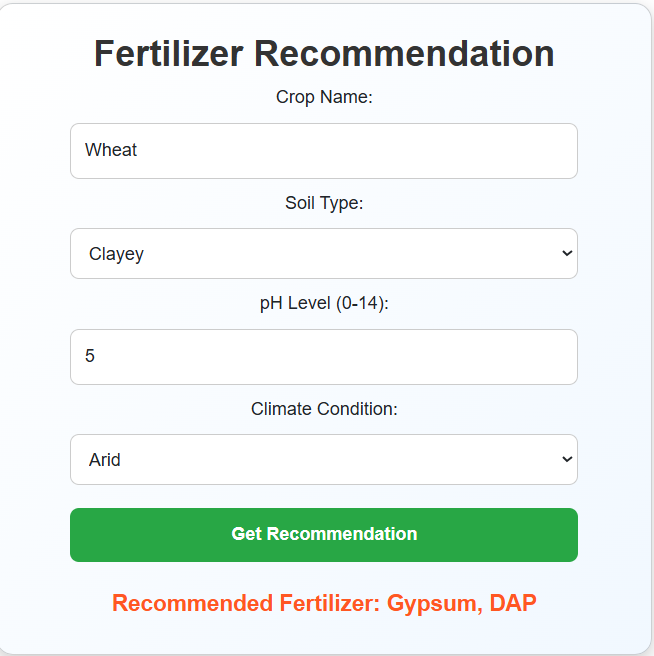 Fertilizer Recommendation
Crop Name:
Wheat
Soil Type:
Clayey
pH Level (0-14):
5
Climate Condition:
Arid
Get Recommendation
Recommended Fertilizer: Gypsum, DAP